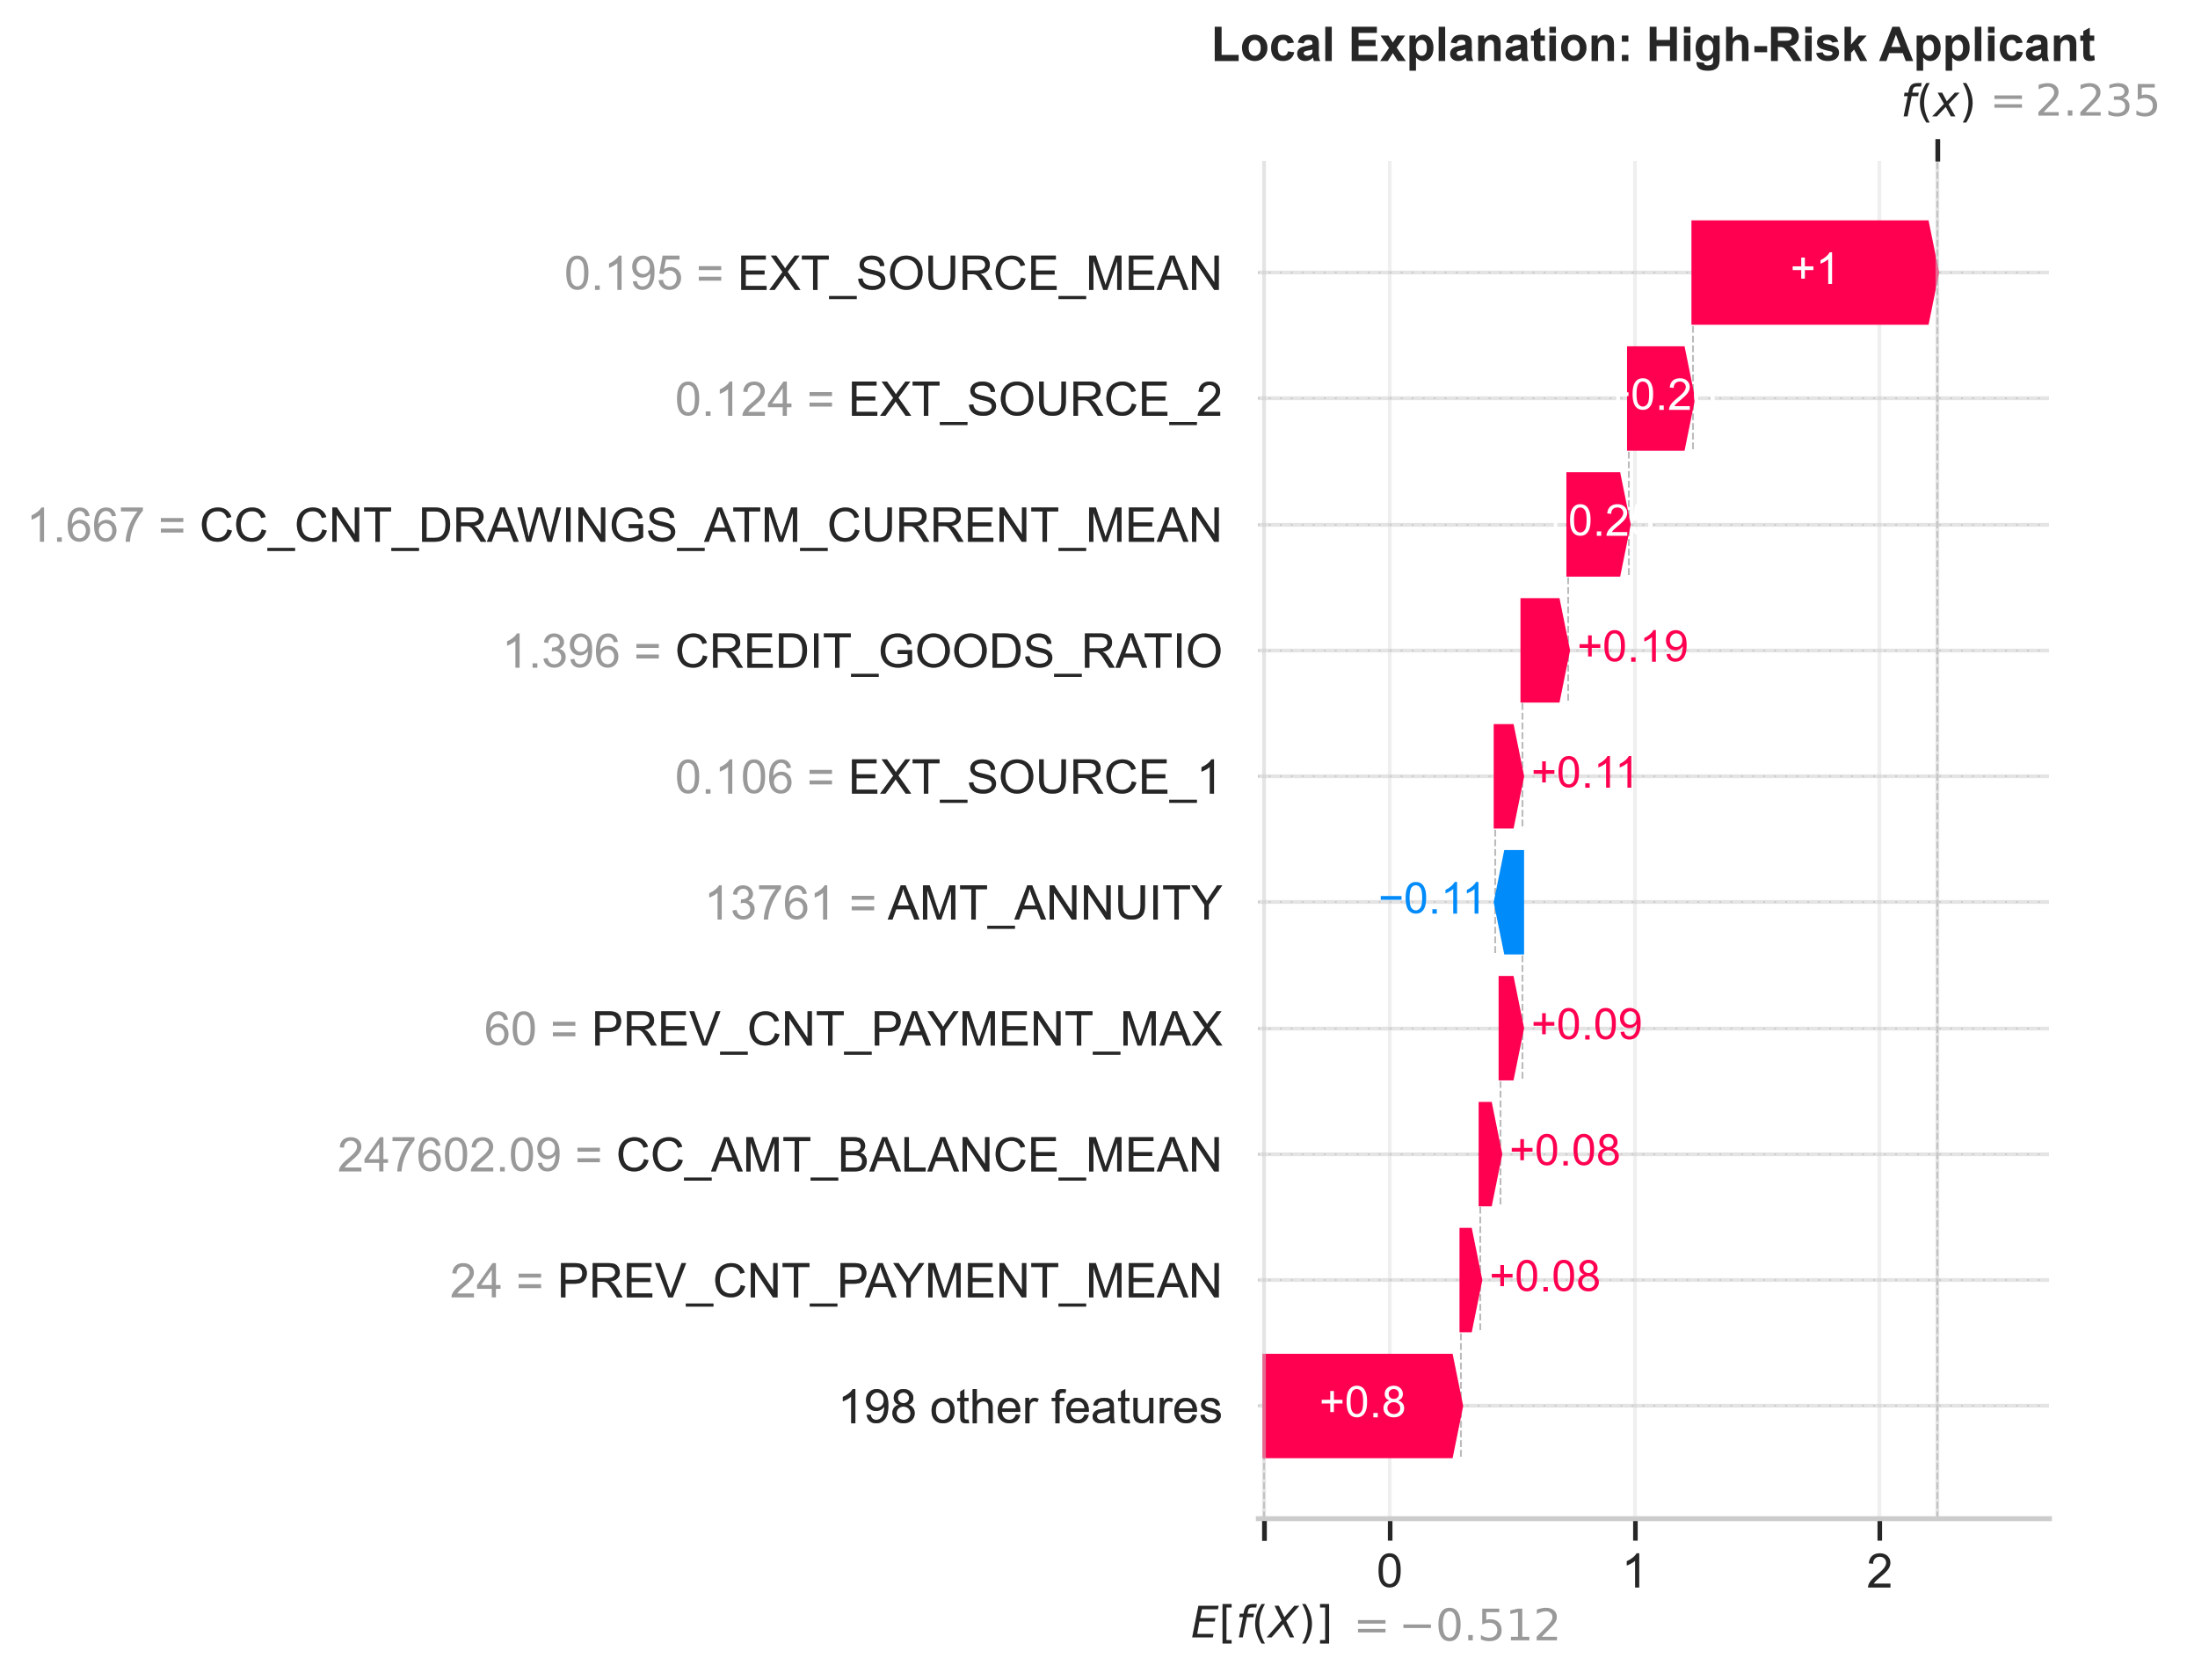 Local Explanation: High-Risk Applicant
f(x) = 2.235
0.195 = EXT_SOURCE_MEAN
+1
0.124 = EXT_SOURCE_2
0.2
1.667 = CC_CNT_DRAWINGS_ATM_CURRENT_MEAN
0.2
1.396 = CREDIT_GOODS_RATIO
+0.19
0.106 = EXT_SOURCE_1
+0.11
13761 = AMT_ANNUITY
−0.11
60 = PREV_CNT_PAYMENT_MAX
+0.09
247602.09 = CC_AMT_BALANCE_MEAN
+0.08
24 = PREV_CNT_PAYMENT_MEAN
+0.08
198 other features
+0.8
0 1 2
E[f(X)] = −0.512